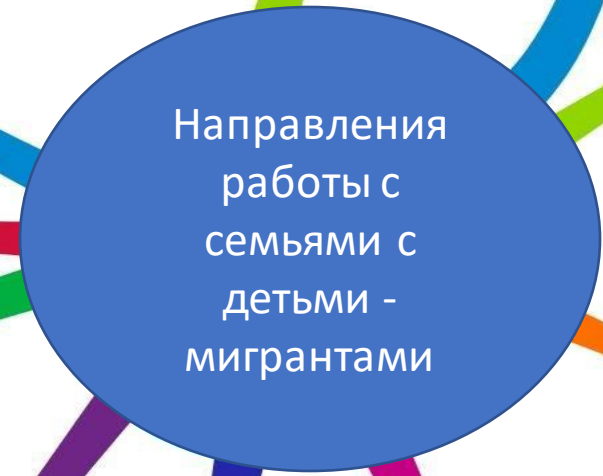 Направления
работы с
семьями с
детьми -
мигрантами